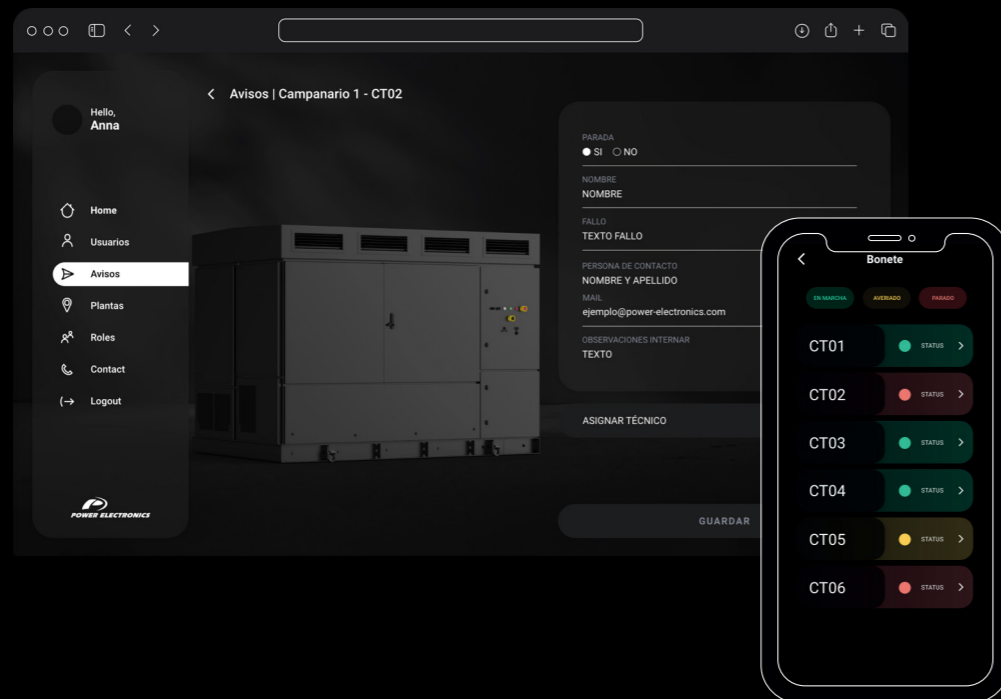 Avisos | Campanario 1 - CT02
Hello,
Anna
Home
Usuarios
Avisos
Plantas
Roles
Contact
Logout
POWER ELECTRONICS
PARADA
SI NO
NOMBRE
NOMBRE
FALLO
TEXTO FALLO
PERSONA DE CONTACTO
NOMBRE Y APELLIDO
MAIL
ejemplo@power-electronics.com
OBSERVACIONES INTERNAR
TEXTO
ASIGNAR TÉCNICO
GUARDAR
Bonete
EN MARCHA AVERIADO PARADO
CT01 STATUS
CT02 STATUS
CT03 STATUS
CT04 STATUS
CT05 STATUS
CT06 STATUS